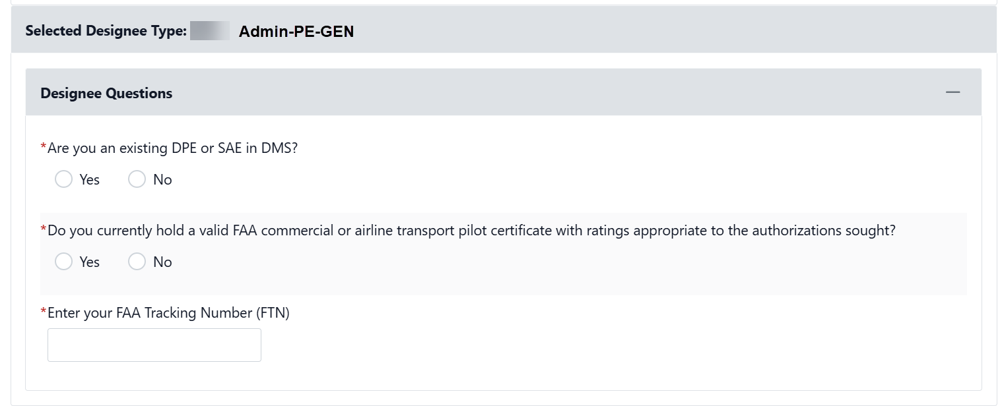 Selected Designee Type: Admin-PE-GEN
Designee Questions
*Are you an existing DPE or SAE in DMS?
Yes No
*Do you currently hold a valid FAA commercial or airline transport pilot certificate with ratings appropriate to the authorizations sought?
Yes No
*Enter your FAA Tracking Number (FTN)